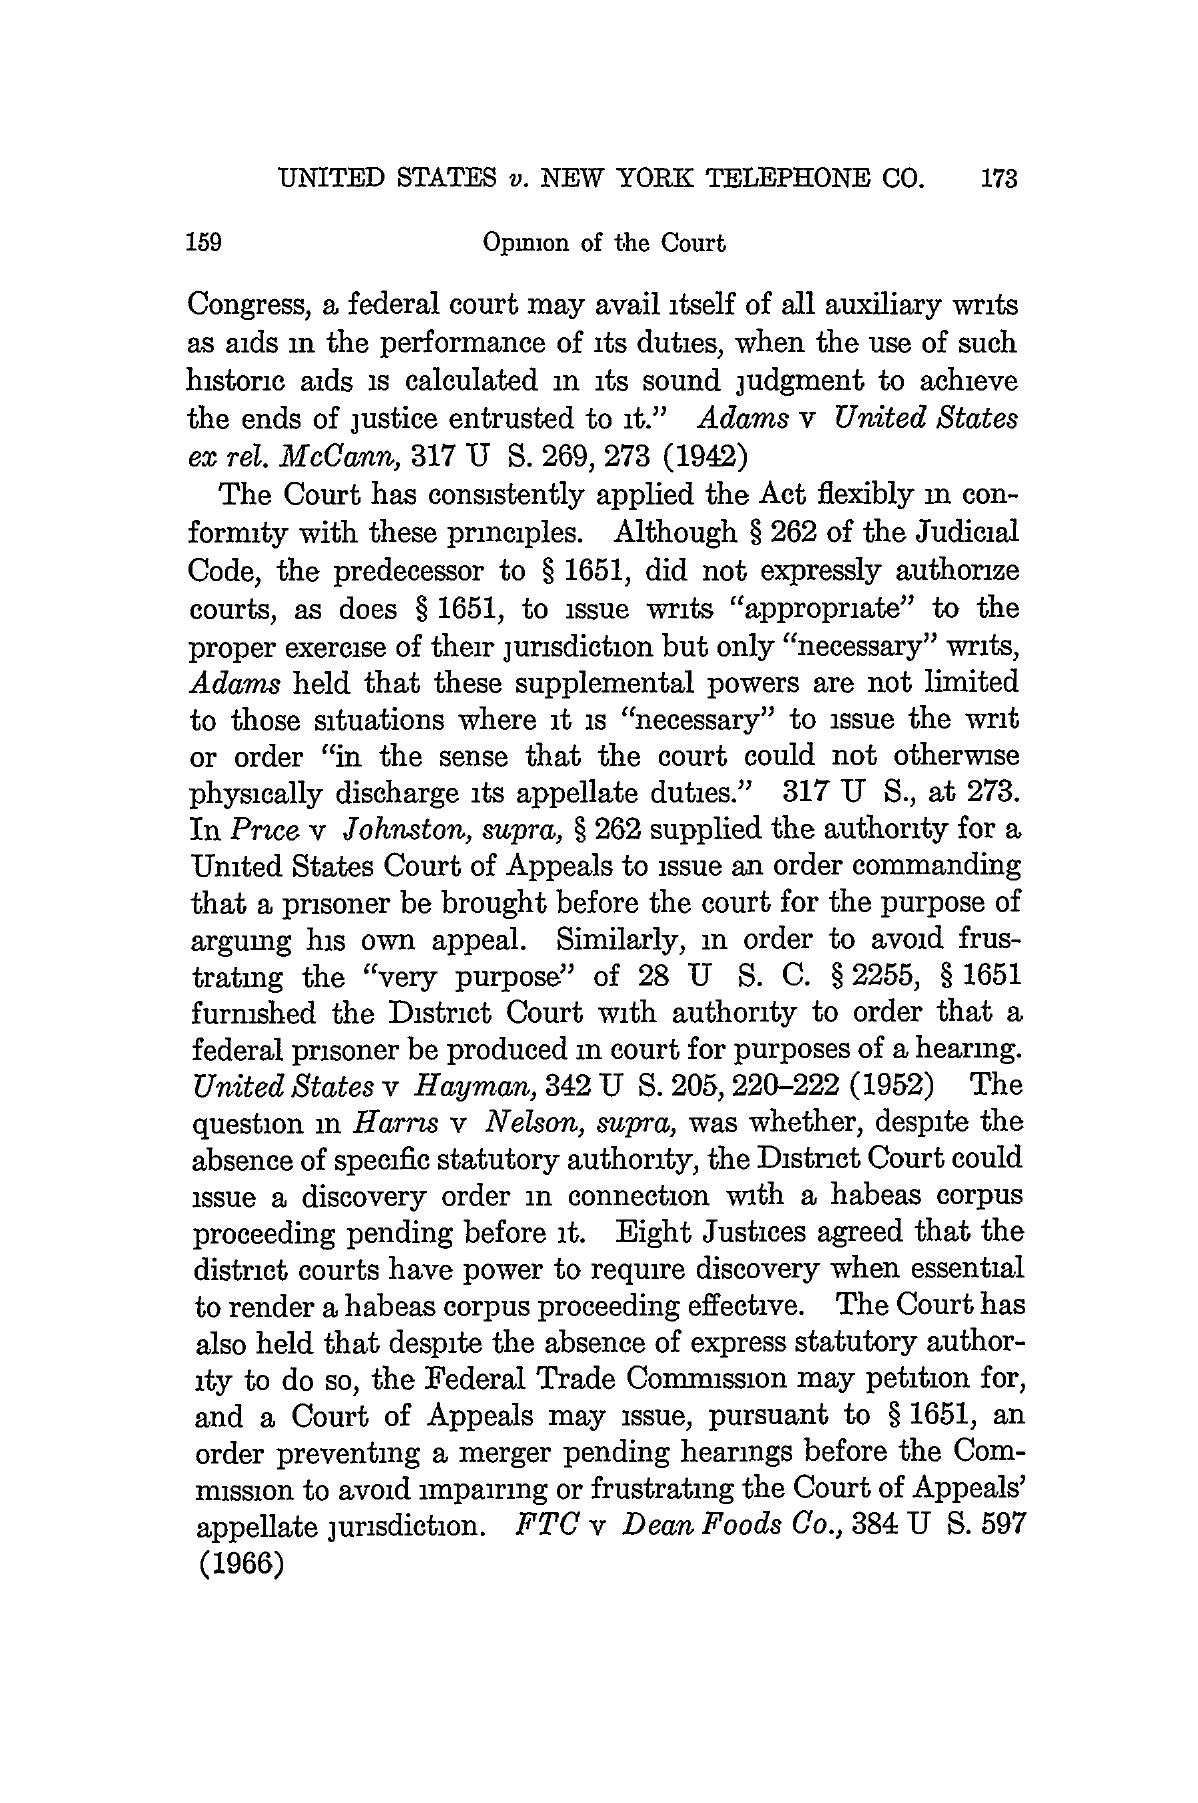 UNITED STATES v. NEW YORK TELEPHONE CO. 173
159 Opinion of the Court
Congress, a federal court may avail itself of all auxiliary writs
as aids in the performance of its duties, when the use of such
historic aids is calculated in its sound judgment to achieve
the ends of justice entrusted to it.” Adams v United States
ex rel. McCann, 317 U S. 269, 273 (1942)
The Court has consistently applied the Act flexibly in con-
formity with these principles. Although § 262 of the Judicial
Code, the predecessor to § 1651, did not expressly authorize
courts, as does § 1651, to issue writs “appropriate” to the
proper exercise of their jurisdiction but only “necessary” writs,
Adams held that these supplemental powers are not limited
to those situations where it is “necessary” to issue the writ
or order “in the sense that the court could not otherwise
physically discharge its appellate duties.” 317 U S., at 273.
In Price v Johnston, supra, § 262 supplied the authority for a
United States Court of Appeals to issue an order commanding
that a prisoner be brought before the court for the purpose of
arguing his own appeal. Similarly, in order to avoid frus-
trating the “very purpose” of 28 U S. C. § 2255, § 1651
furnished the District Court with authority to order that a
federal prisoner be produced in court for purposes of a hearing.
United States v Hayman, 342 U S. 205, 220–222 (1952) The
question in Harris v Nelson, supra, was whether, despite the
absence of specific statutory authority, the District Court could
issue a discovery order in connection with a habeas corpus
proceeding pending before it. Eight Justices agreed that the
district courts have power to require discovery when essential
to render a habeas corpus proceeding effective. The Court has
also held that despite the absence of express statutory author-
ity to do so, the Federal Trade Commission may petition for,
and a Court of Appeals may issue, pursuant to § 1651, an
order preventing a merger pending hearings before the Com-
mission to avoid impairing or frustrating the Court of Appeals’
appellate jurisdiction. FTC v Dean Foods Co., 384 U S. 597
(1966)